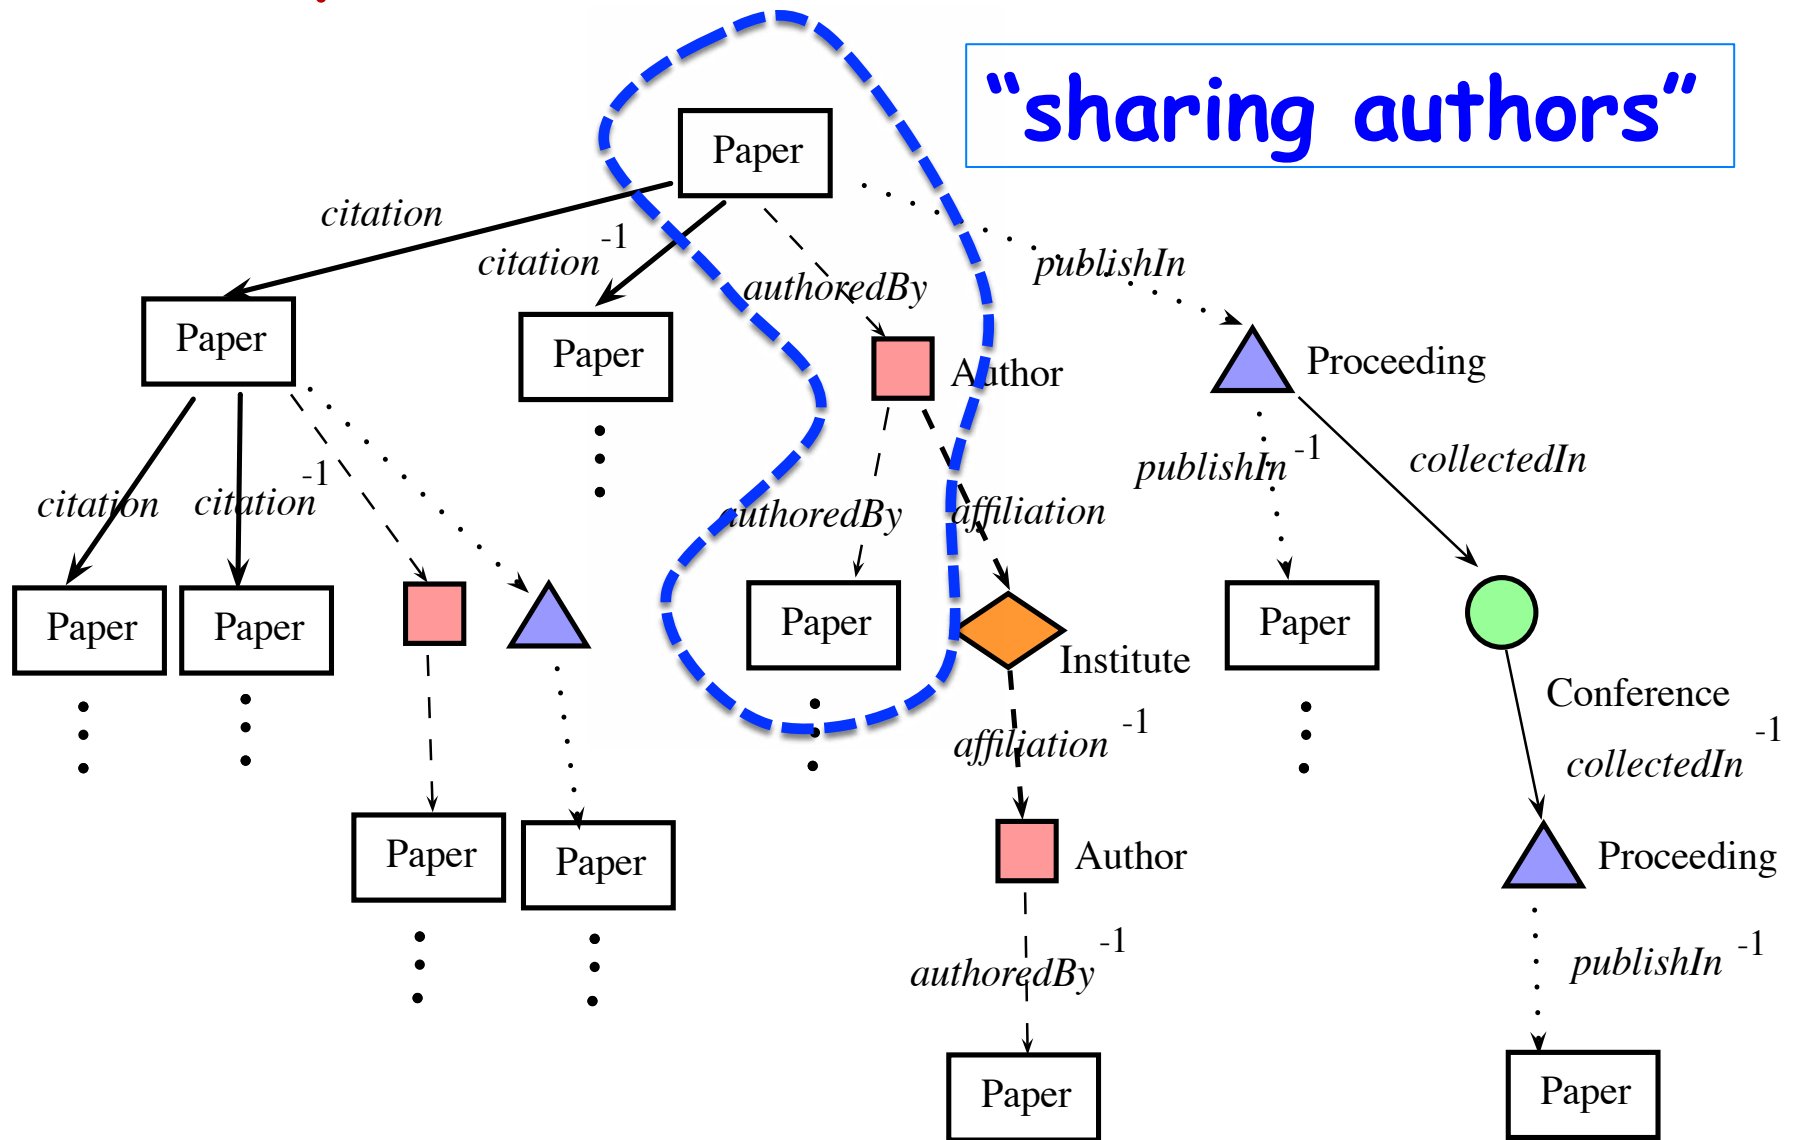 “sharing authors”
Paper
citation
citation -1
authoredBy
publishIn
Paper
Paper
Author
Proceeding
citation
citation -1
authoredBy
affiliation
publishIn -1
collectedIn
Paper
Paper
Paper
Institute
Paper
Conference
affiliation -1
collectedIn -1
Paper
Paper
Author
Proceeding
authoredBy -1
publishIn -1
Paper
Paper